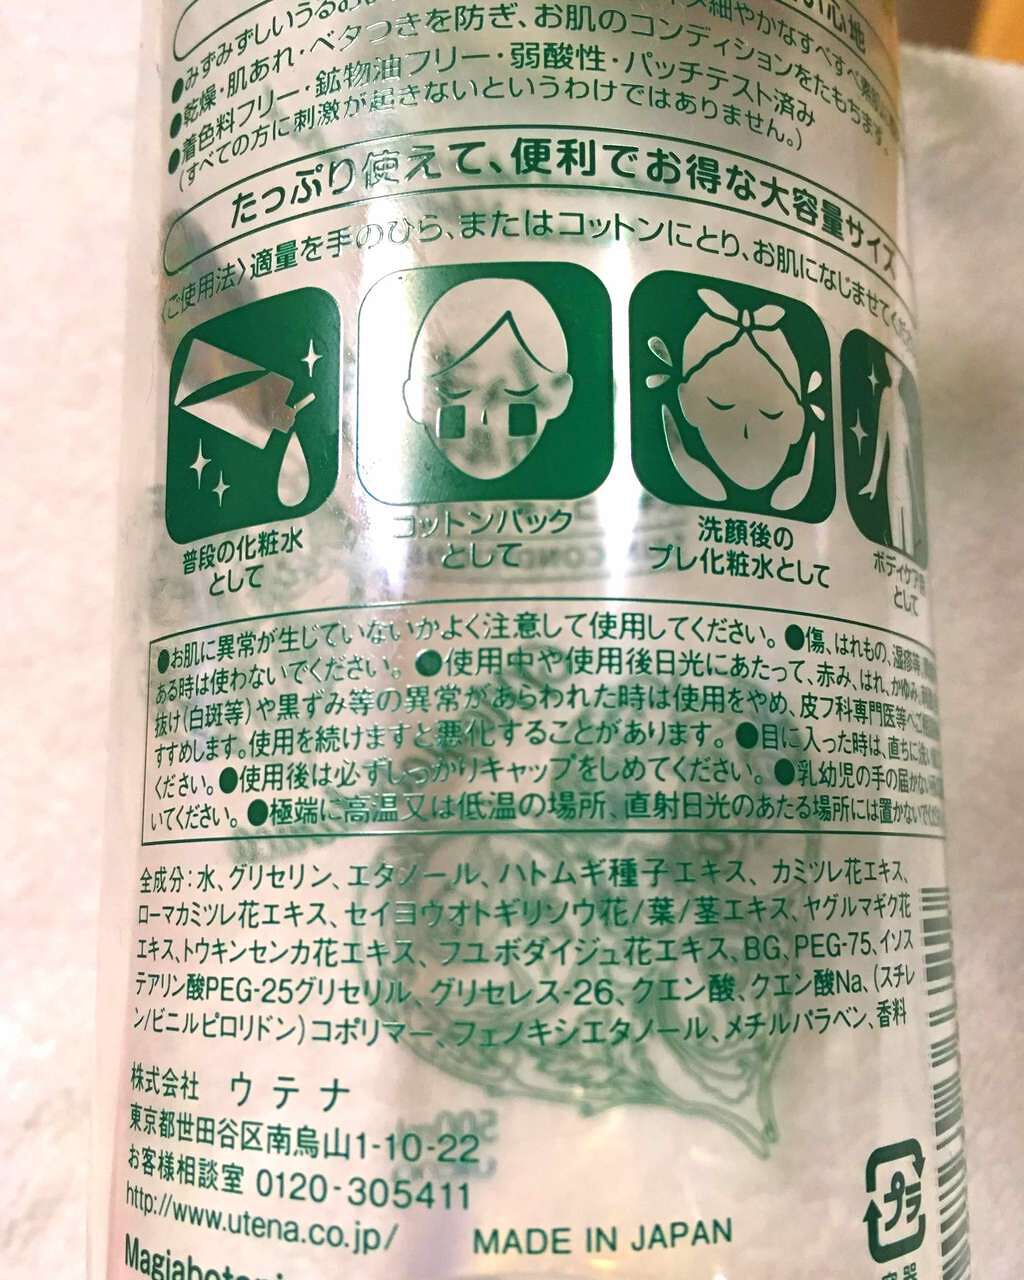 みずみずしいうるお
細やかなすべすべ素肌
い心地
●乾燥・肌あれ・ベタつきを防ぎ、お肌のコンディションをたもちます。
●着色料フリー・鉱物油フリー・弱酸性・パッチテスト済み
(すべての方に刺激が起きないというわけではありません。)
たっぷり使えて、便利でお得な大容量サイズ
〈ご使用法〉適量を手のひら、またはコットンにとり、お肌になじませてくだ
普段の化粧水
として
コットンパック
として
洗顔後の
プレ化粧水として
ボディケア
として
●お肌に異常が生じていないかよく注意して使用してください。●傷、はれもの、湿疹等、
ある時は使わないでください。●使用中や使用後日光にあたって、赤み、はれ、かゆみ、
抜け(白斑等)や黒ずみ等の異常があらわれた時は使用をやめ、皮フ科専門医等へご
すすめします。使用を続けますと悪化することがあります。●目に入った時は、直ちに洗い
ください。●使用後は必ずしっかりキャップをしめてください。●乳幼児の手の届かない
いてください。●極端に高温又は低温の場所、直射日光のあたる場所には置かないでくだ
全成分:水、グリセリン、エタノール、ハトムギ種子エキス、カミツレ花エキス、
ローマカミツレ花エキス、セイヨウオトギリソウ花/葉/茎エキス、ヤグルマギク花
エキス、トウキンセンカ花エキス、フユボダイジュ花エキス、BG、PEG-75、イソス
テアリン酸PEG-25グリセリル、グリセレス-26、クエン酸、クエン酸Na、(スチレ
ン/ビニルピロリドン)コポリマー、フェノキシエタノール、メチルパラベン、香料
株式会社 ウテナ
東京都世田谷区南烏山1-10-22
お客様相談室 0120-305411
http://www.utena.co.jp/
MADE IN JAPAN
プラ
容器
Magiabotani